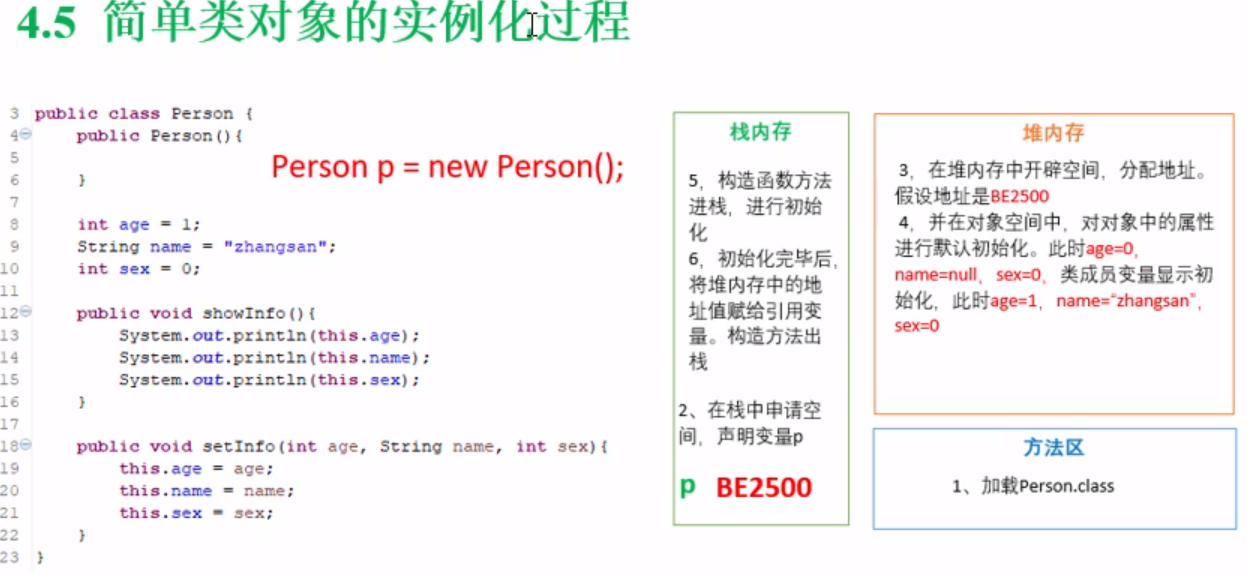 4.5 简单类对象的实例化过程
3 public class Person {
4 public Person(){
5
Person p = new Person();
6 }
7
8 int age = 1;
9 String name = "zhangsan";
10 int sex = 0;
11
12 public void showInfo(){
13 System.out.println(this.age);
14 System.out.println(this.name);
15 System.out.println(this.sex);
16 }
17
18 public void setInfo(int age, String name, int sex){
19 this.age = age;
20 this.name = name;
21 this.sex = sex;
22 }
23 }
栈内存
5，构造函数方法
进栈，进行初始
化
6，初始化完毕后，
将堆内存中的地
址值赋给引用变
量。构造方法出
栈
2、在栈中申请空
间，声明变量p
p BE2500
堆内存
3，在堆内存中开辟空间，分配地址。
假设地址是BE2500
4，并在对象空间中，对对象中的属性
进行默认初始化。此时age=0，
name=null，sex=0，类成员变量显示初
始化，此时age=1，name=“zhangsan”，
sex=0
方法区
1、加载Person.class